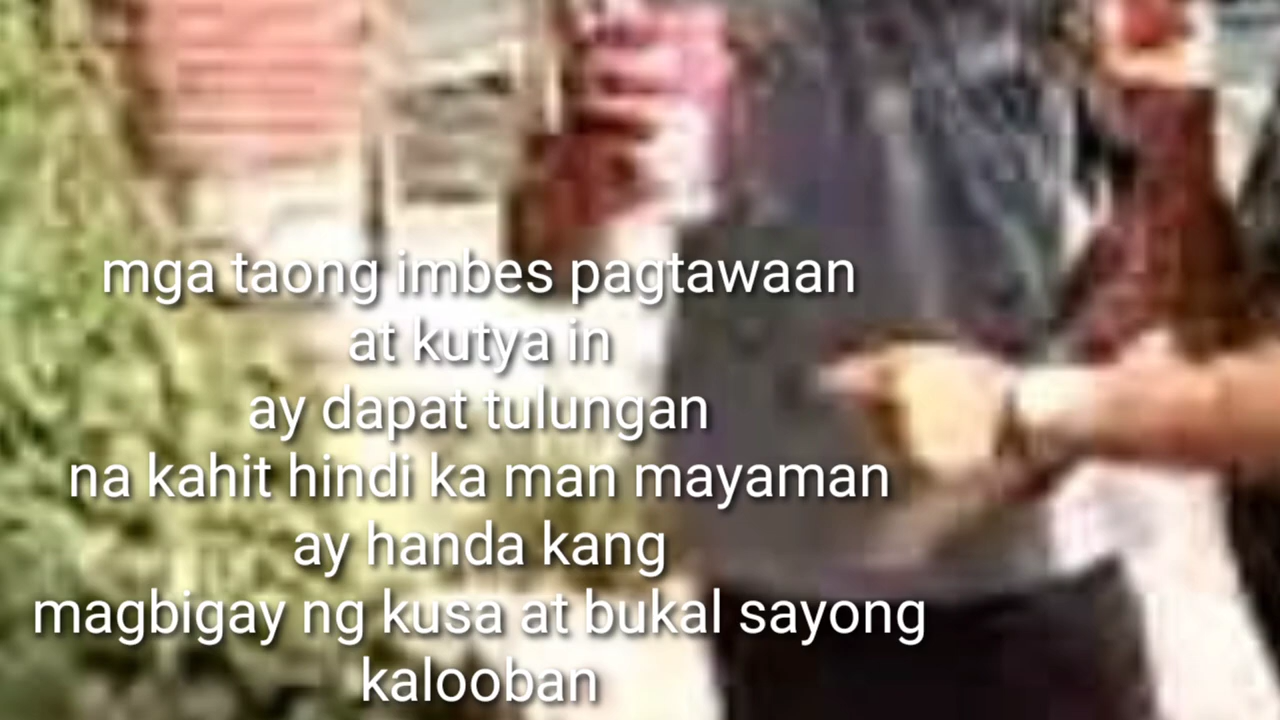 mga taong imbes pagtawaan
at kutya in
ay dapat tulungan
na kahit hindi ka man mayaman
ay handa kang
magbigay ng kusa at bukal sayong
kalooban